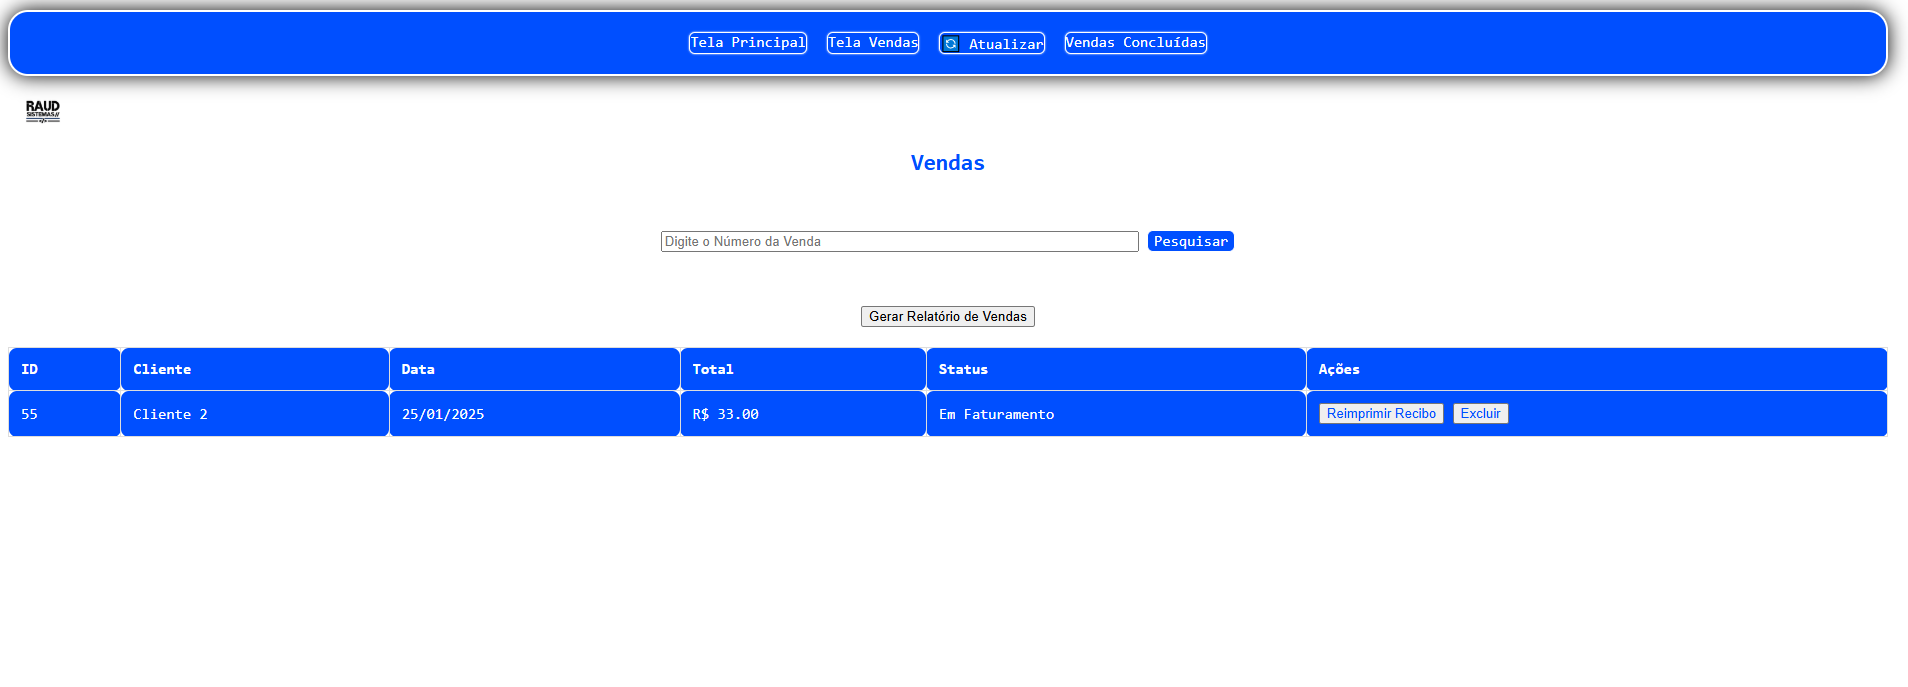 Tela Principal Tela Vendas Atualizar Vendas Concluídas
RAUD
SISTEMAS//
</>
Vendas
Digite o Número da Venda Pesquisar
Gerar Relatório de Vendas
ID Cliente Data Total Status Ações
55 Cliente 2 25/01/2025 R$ 33.00 Em Faturamento Reimprimir Recibo Excluir